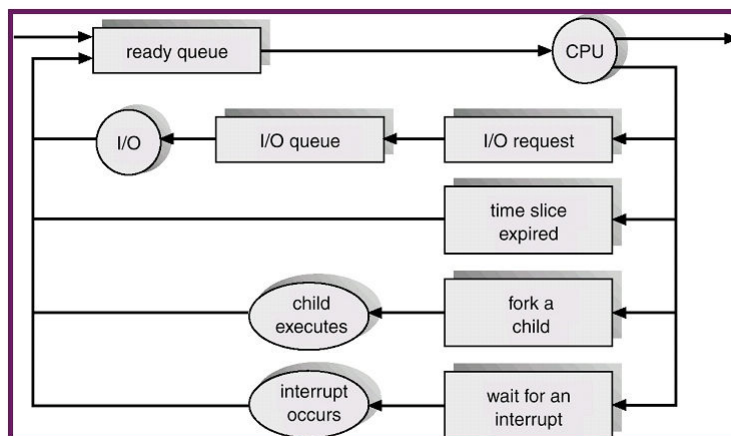 ready queue
CPU
I/O
I/O queue
I/O request
time slice
expired
child
executes
fork a
child
interrupt
occurs
wait for an
interrupt